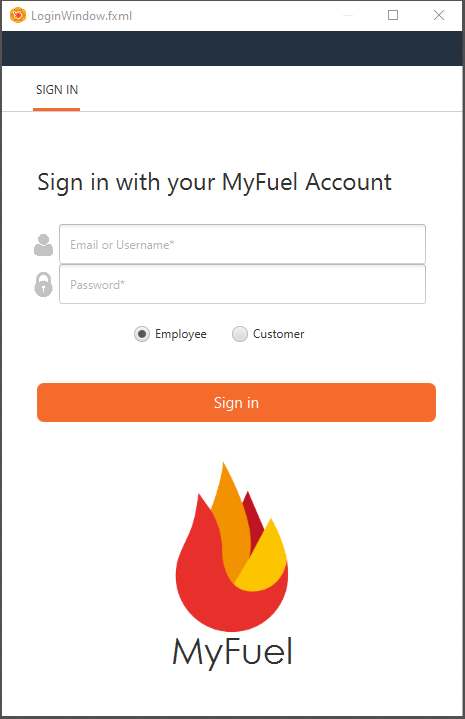 LoginWindow.fxml
SIGN IN
Sign in with your MyFuel Account
Email or Username*
Password*
Employee Customer
Sign in
MyFuel